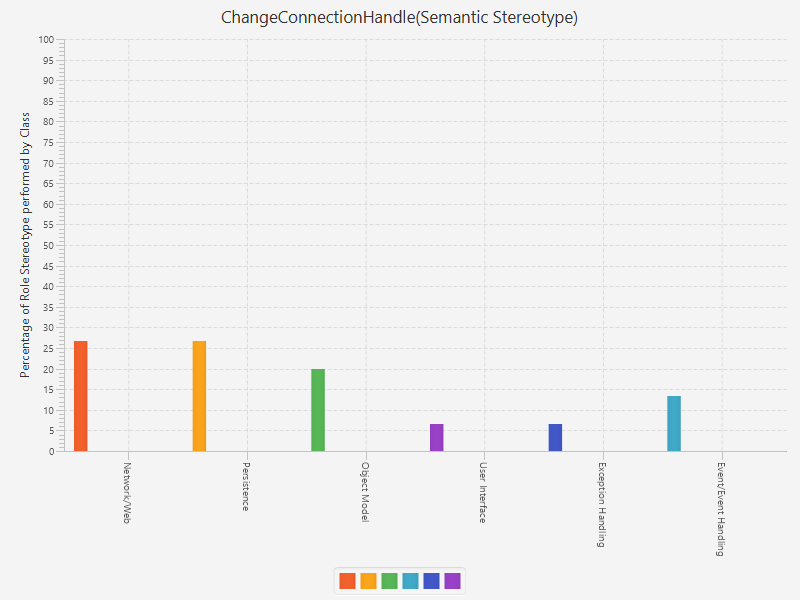 ChangeConnectionHandle(Semantic Stereotype)
Percentage of Role Stereotype performed by Class
100
95
90
85
80
75
70
65
60
55
50
45
40
35
30
25
20
15
10
5
0
Network/Web
Persistence
Object Model
User Interface
Exception Handling
Event/Event Handling